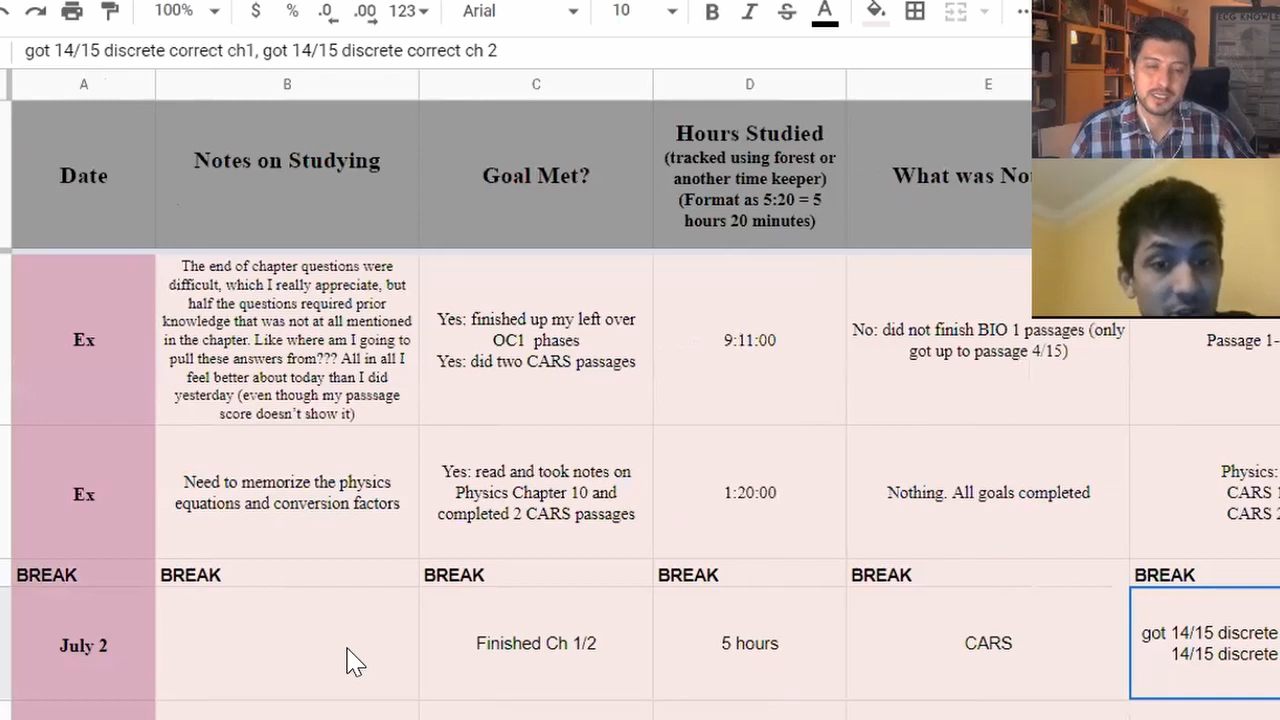 100%
$
%
.0
.00
123
Arial
10
B
I
S
A
ECG KNOWLE
got 14/15 discrete correct ch1, got 14/15 discrete correct ch 2
A
B
C
D
E
Date
Notes on Studying
Goal Met?
Hours Studied
(tracked using forest or
another time keeper)
(Format as 5:20 = 5
hours 20 minutes)
What was No
Ex
The end of chapter questions were
difficult, which I really appreciate, but
half the questions required prior
knowledge that was not at all mentioned
in the chapter. Like where am I going to
pull these answers from??? All in all I
feel better about today than I did
yesterday (even though my passsage
score doesn't show it)
Yes: finished up my left over
OC1 phases
Yes: did two CARS passages
9:11:00
No: did not finish BIO 1 passages (only
got up to passage 4/15)
Passage 1-
Ex
Need to memorize the physics
equations and conversion factors
Yes: read and took notes on
Physics Chapter 10 and
completed 2 CARS passages
1:20:00
Nothing. All goals completed
Physics:
CARS 1
CARS 2
BREAK
BREAK
BREAK
BREAK
BREAK
BREAK
July 2
Finished Ch 1/2
5 hours
CARS
got 14/15 discrete
14/15 discrete